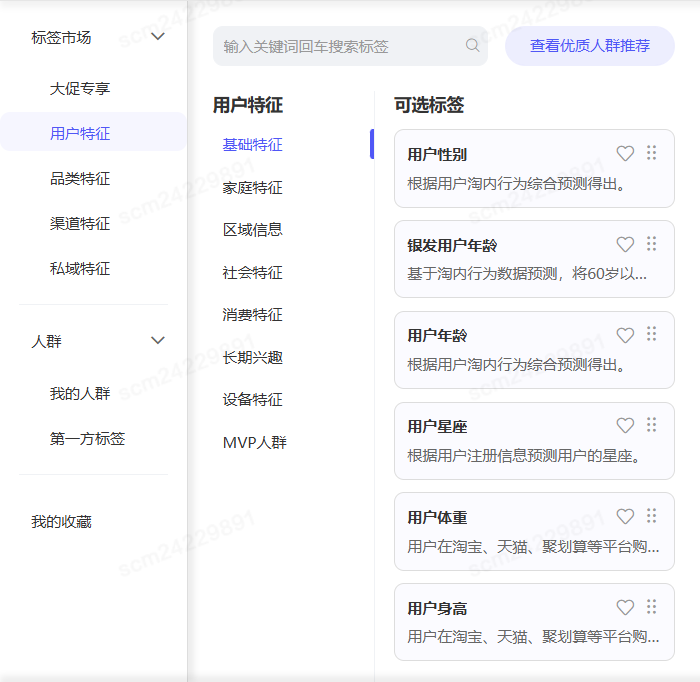 标签市场
大促专享
用户特征
品类特征
渠道特征
私域特征
人群
我的人群
第一方标签
我的收藏
输入关键词回车搜索标签
查看优质人群推荐
用户特征
基础特征
家庭特征
区域信息
社会特征
消费特征
长期兴趣
设备特征
MVP人群
可选标签
用户性别
根据用户淘内行为综合预测得出。
银发用户年龄
基于淘内行为数据预测，将60岁以...
用户年龄
根据用户淘内行为综合预测得出。
用户星座
根据用户注册信息预测用户的星座。
用户体重
用户在淘宝、天猫、聚划算等平台购...
用户身高
用户在淘宝、天猫、聚划算等平台购...
scm24229891